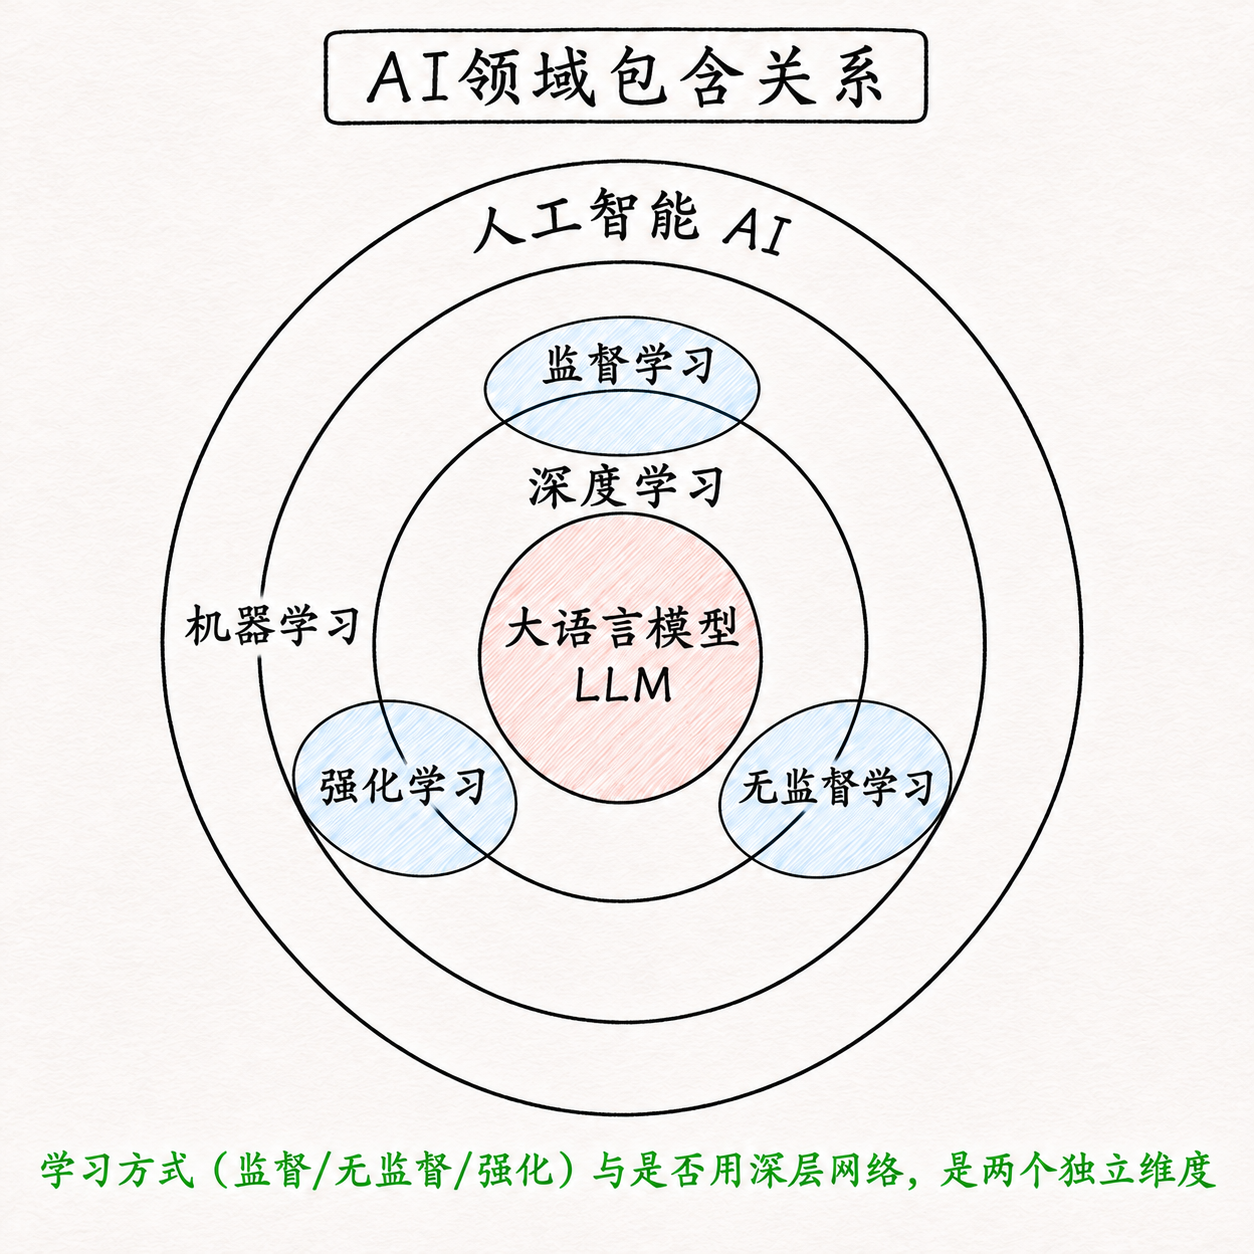 AI领域包含关系
人工智能 AI
监督学习
深度学习
机器学习
大语言模型
LLM
强化学习
无监督学习
学习方式（监督/无监督/强化）与是否用深层网络，是两个独立维度